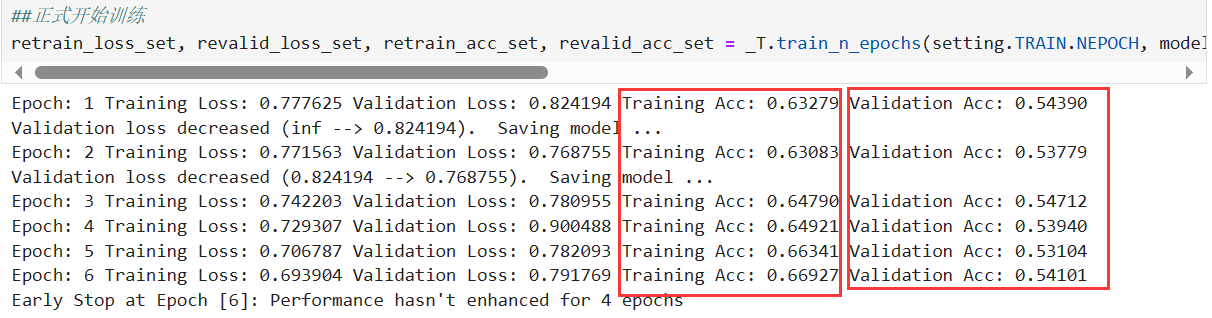 ##正式开始训练
retrain_loss_set, revalid_loss_set, retrain_acc_set, revalid_acc_set = _T.train_n_epochs(setting.TRAIN.NEPOCH, model
Epoch: 1 Training Loss: 0.777625 Validation Loss: 0.824194 Training Acc: 0.63279 Validation Acc: 0.54390
Validation loss decreased (inf --> 0.824194).  Saving model ...
Epoch: 2 Training Loss: 0.771563 Validation Loss: 0.768755 Training Acc: 0.63083 Validation Acc: 0.53779
Validation loss decreased (0.824194 --> 0.768755).  Saving model ...
Epoch: 3 Training Loss: 0.742203 Validation Loss: 0.780955 Training Acc: 0.64790 Validation Acc: 0.54712
Epoch: 4 Training Loss: 0.729307 Validation Loss: 0.900488 Training Acc: 0.64921 Validation Acc: 0.53940
Epoch: 5 Training Loss: 0.706787 Validation Loss: 0.782093 Training Acc: 0.66341 Validation Acc: 0.53104
Epoch: 6 Training Loss: 0.693904 Validation Loss: 0.791769 Training Acc: 0.66927 Validation Acc: 0.54101
Early Stop at Epoch [6]: Performance hasn't enhanced for 4 epochs